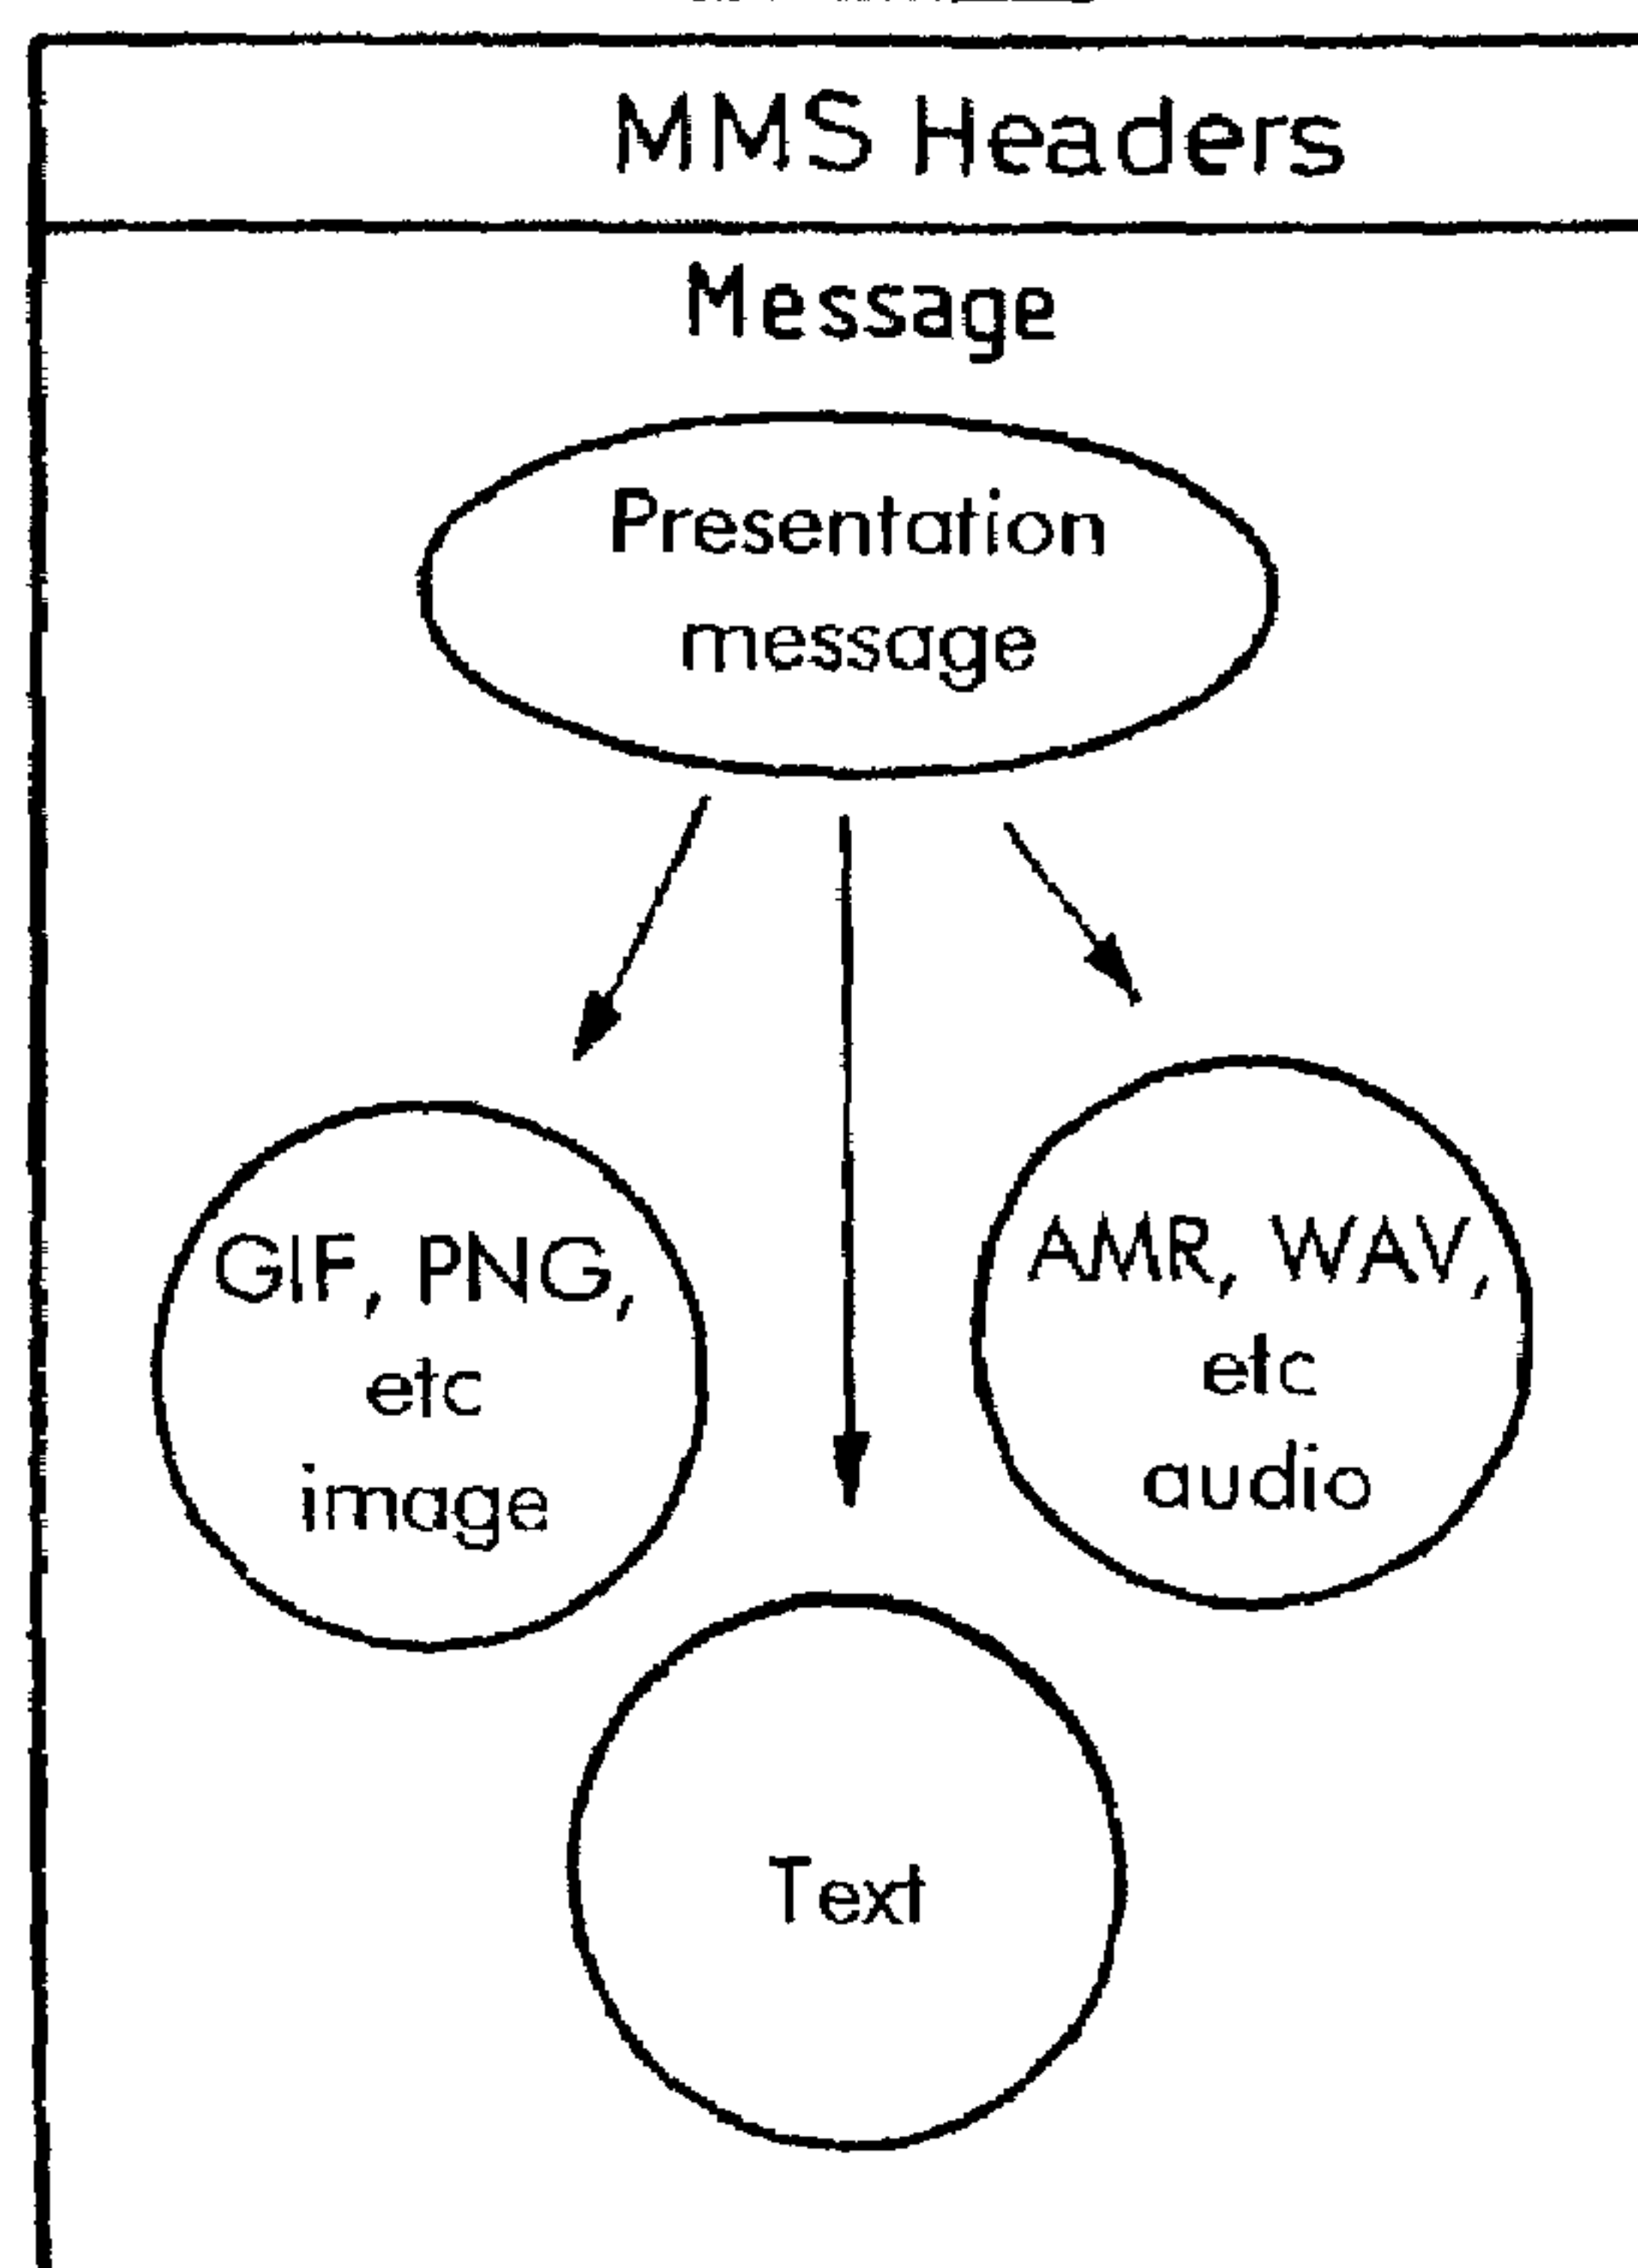 MMS Headers
Message
Presentation
message
GIF, PNG,
etc
image
AMR, WAV,
etc
audio
Text